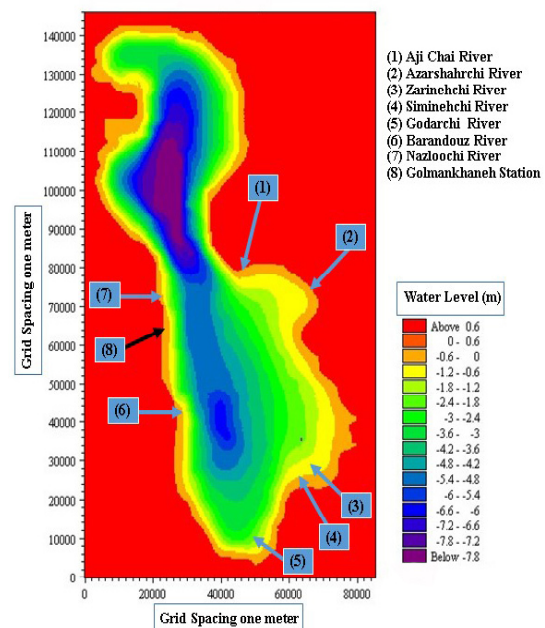 140000
130000
120000
110000
100000
90000
80000
70000
60000
50000
40000
30000
20000
10000
0
0 20000 40000 60000 80000
Grid Spacing one meter
Grid Spacing one meter
(1)
(2)
(7)
(8)
(6)
(3)
(4)
(5)
(1) Aji Chai River
(2) Azarshahrchi River
(3) Zarinehchi River
(4) Siminehchi River
(5) Godarchi River
(6) Barandouz River
(7) Nazloochi River
(8) Golmankhaneh Station
Water Level (m)
Above 0.6
0 - 0.6
-0.6 - 0
-1.2 - -0.6
-1.8 - -1.2
-2.4 - -1.8
-3 - -2.4
-3.6 - -3
-4.2 - -3.6
-4.8 - -4.2
-5.4 - -4.8
-6 - -5.4
-6.6 - -6
-7.2 - -6.6
-7.8 - -7.2
Below -7.8